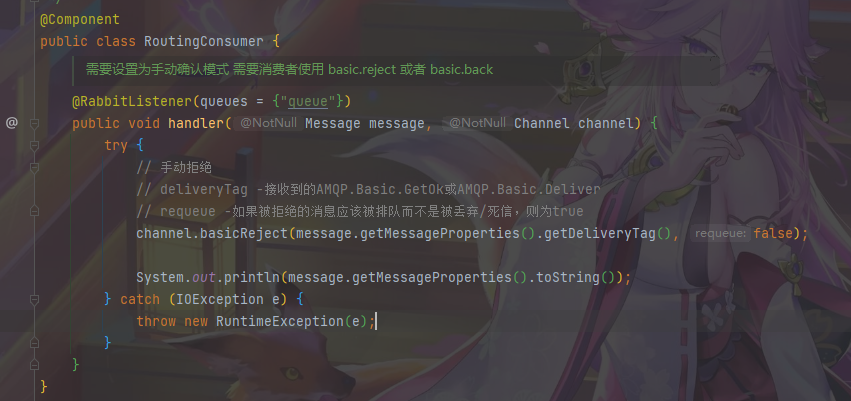 @Component
public class RoutingConsumer {
需要设置为手动确认模式 需要消费者使用 basic.reject 或者 basic.back
@RabbitListener(queues = {"queue"})
@
public void handler( @NotNull Message message, @NotNull Channel channel) {
try {
// 手动拒绝
// deliveryTag -接收到的AMQP.Basic.GetOk或AMQP.Basic.Deliver
// requeue -如果被拒绝的消息应该被排队而不是被丢弃/死信，则为true
channel.basicReject(message.getMessageProperties().getDeliveryTag(), requeue: false);
System.out.println(message.getMessageProperties().toString());
} catch (IOException e) {
throw new RuntimeException(e);
}
}
}